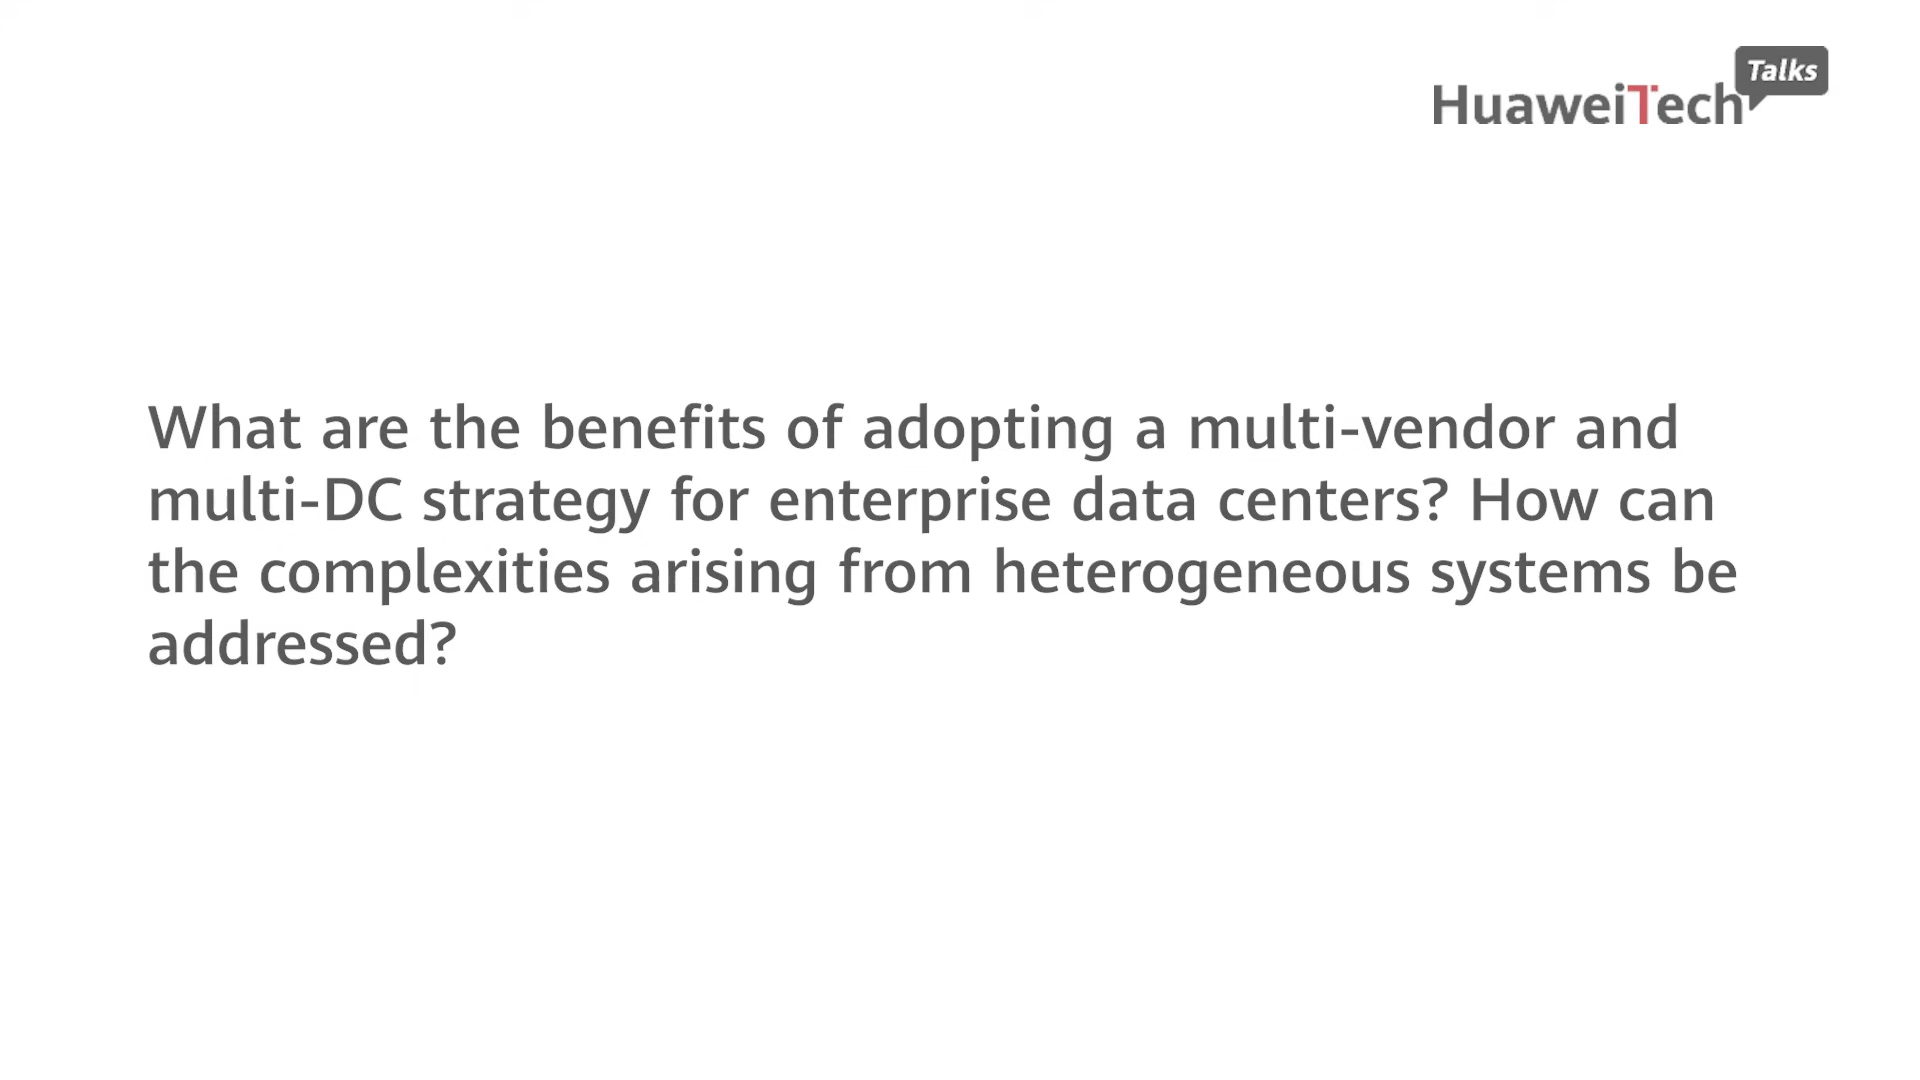 Talks
HuaweiTech
What are the benefits of adopting a multi-vendor and
multi-DC strategy for enterprise data centers? How can
the complexities arising from heterogeneous systems be
addressed?